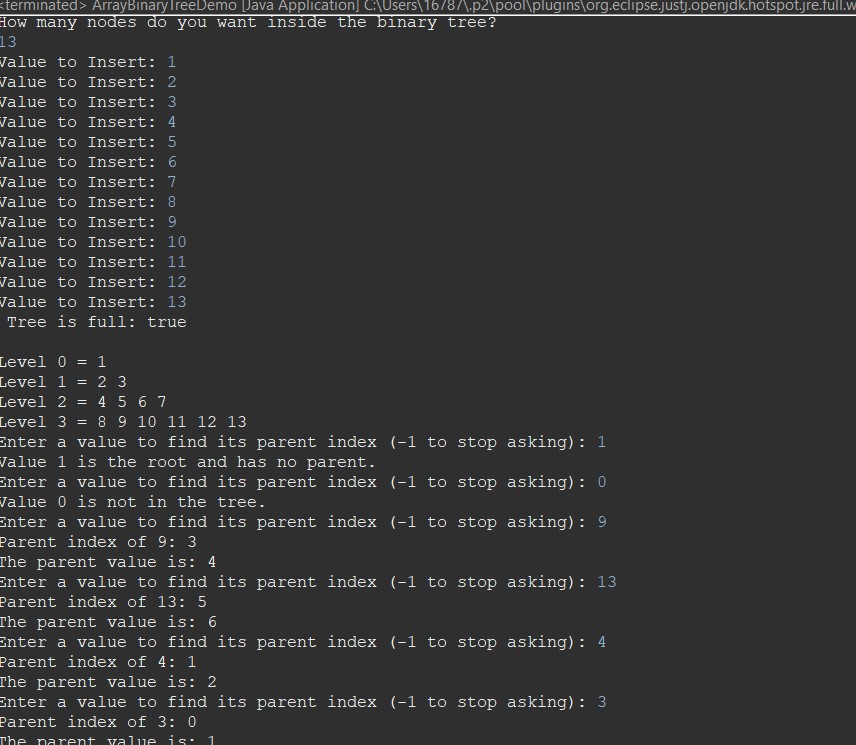 <terminated> ArrayBinaryTreeDemo [Java Application] C:\Users\16787\.p2\pool\plugins\org.eclipse.justj.openjdk.hotspot.jre.full.w
How many nodes do you want inside the binary tree?
13
Value to Insert: 1
Value to Insert: 2
Value to Insert: 3
Value to Insert: 4
Value to Insert: 5
Value to Insert: 6
Value to Insert: 7
Value to Insert: 8
Value to Insert: 9
Value to Insert: 10
Value to Insert: 11
Value to Insert: 12
Value to Insert: 13
Tree is full: true
Level 0 = 1
Level 1 = 2 3
Level 2 = 4 5 6 7
Level 3 = 8 9 10 11 12 13
Enter a value to find its parent index (-1 to stop asking): 1
Value 1 is the root and has no parent.
Enter a value to find its parent index (-1 to stop asking): 0
Value 0 is not in the tree.
Enter a value to find its parent index (-1 to stop asking): 9
Parent index of 9: 3
The parent value is: 4
Enter a value to find its parent index (-1 to stop asking): 13
Parent index of 13: 5
The parent value is: 6
Enter a value to find its parent index (-1 to stop asking): 4
Parent index of 4: 1
The parent value is: 2
Enter a value to find its parent index (-1 to stop asking): 3
Parent index of 3: 0
The parent value is: 1